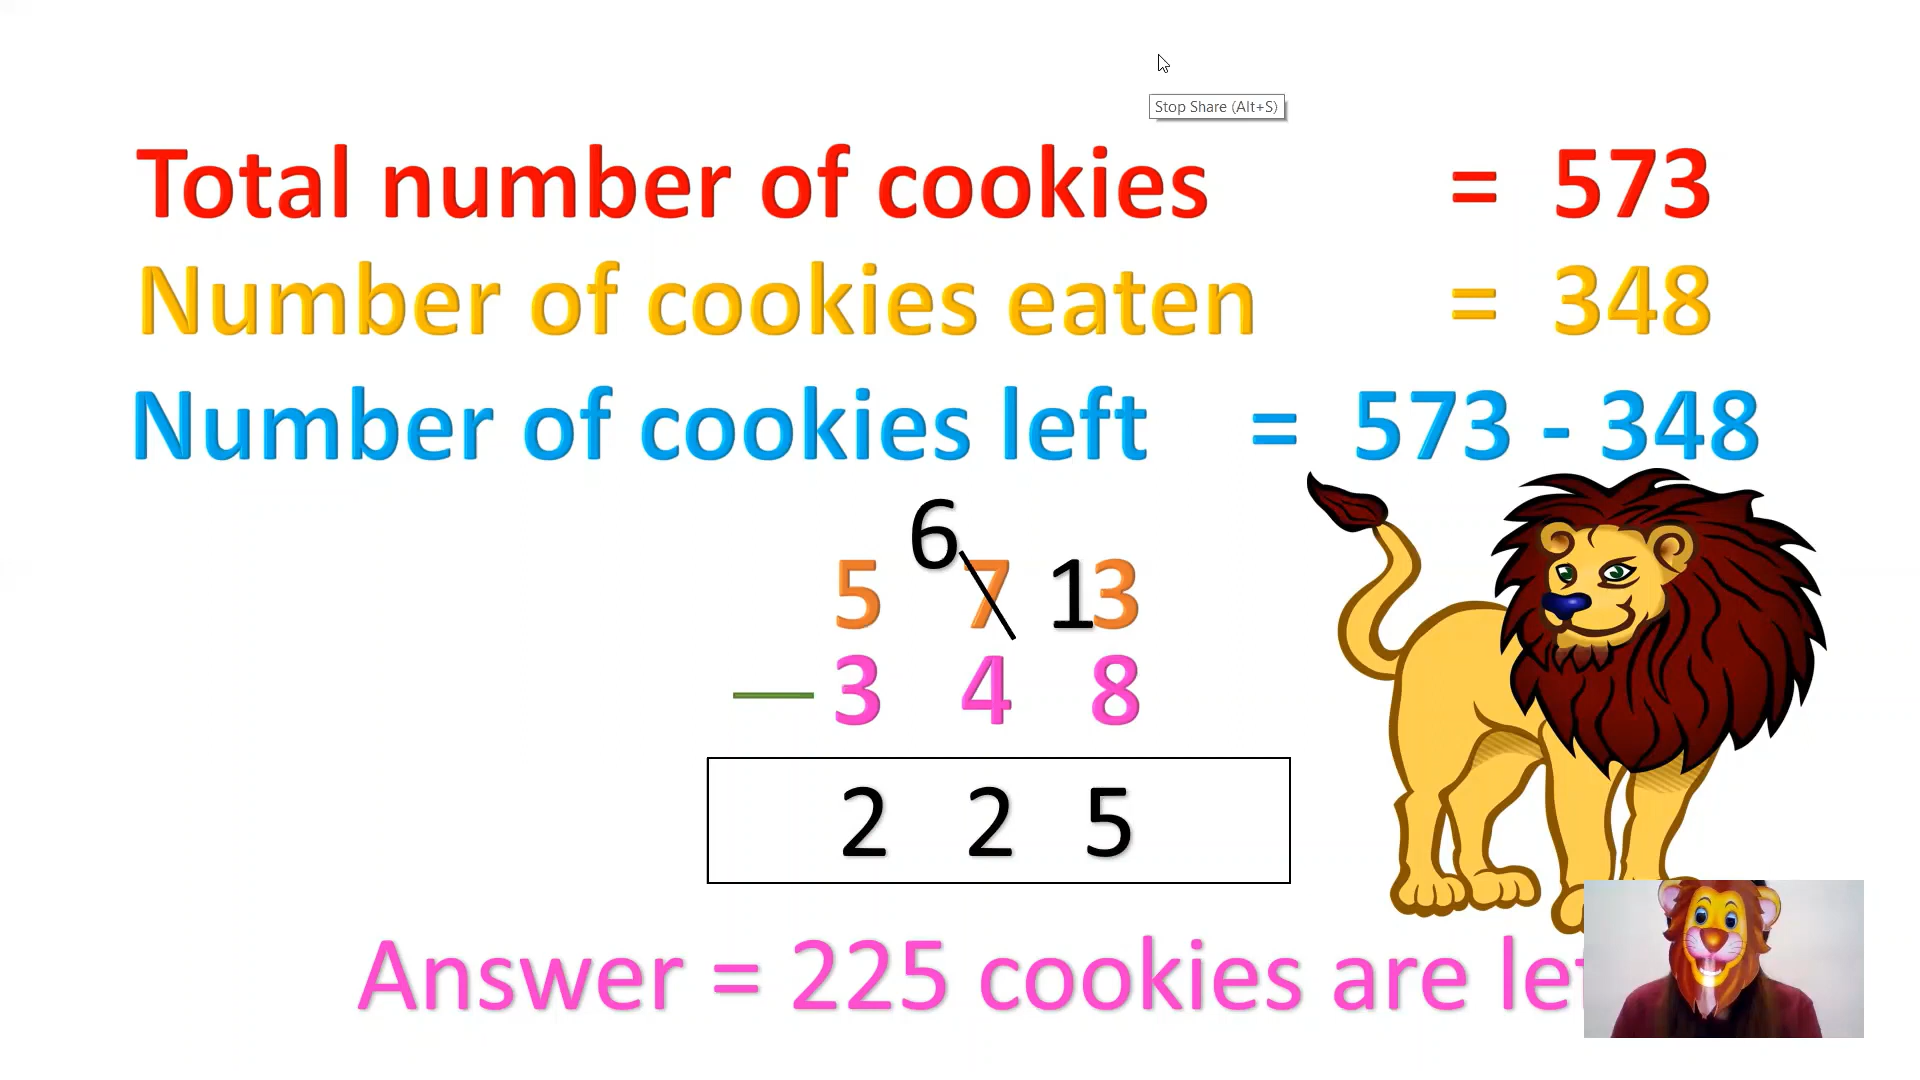 Stop Share (Alt+S)
Total number of cookies = 573
Number of cookies eaten = 348
Number of cookies left = 573 - 348
6
5 7 13
— 3 4 8
2 2 5
Answer = 225 cookies are